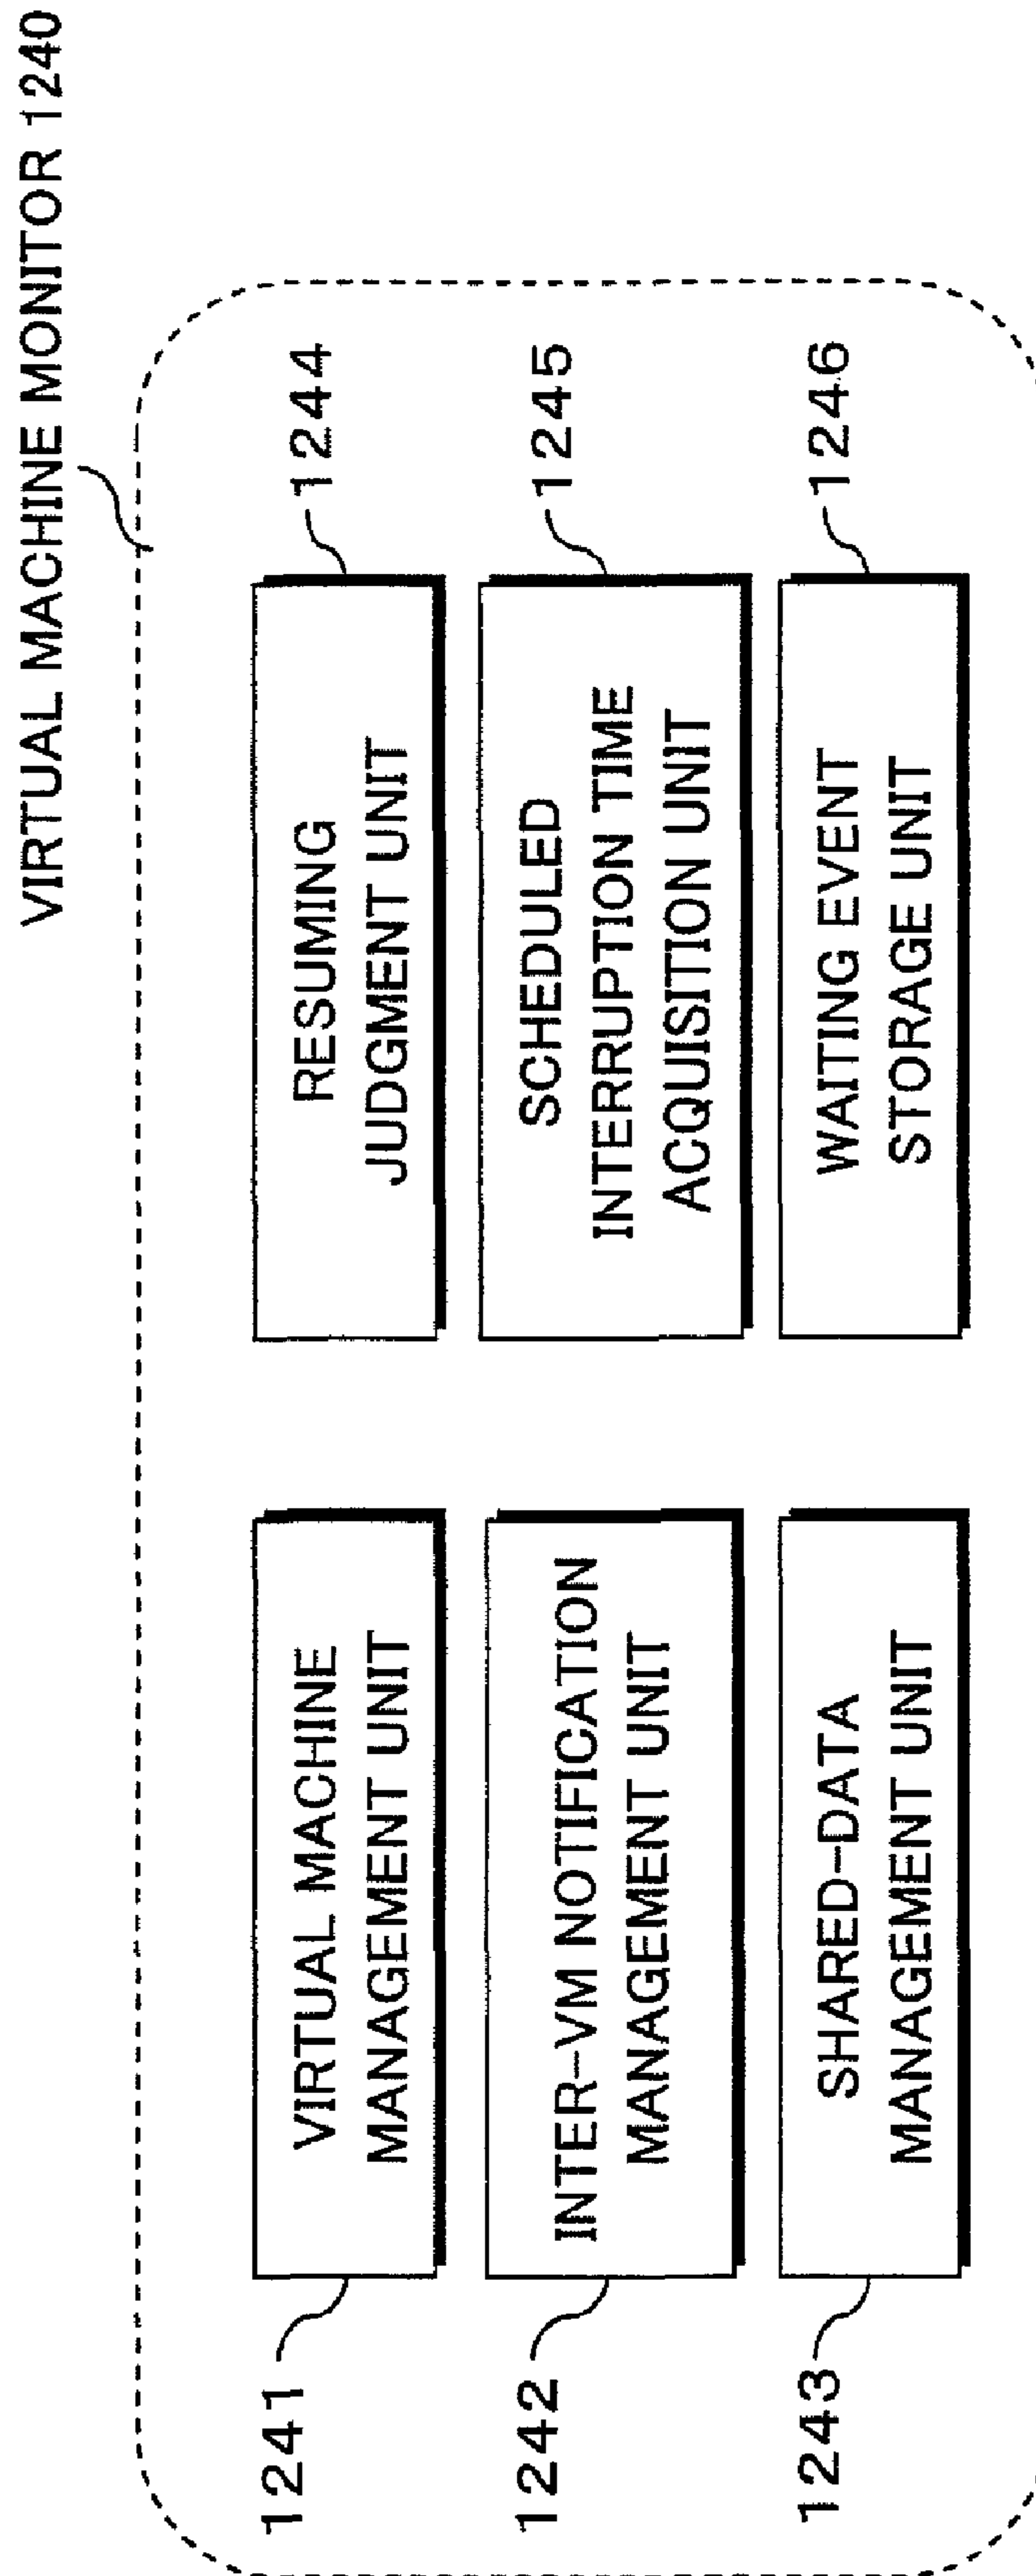 VIRTUAL MACHINE MONITOR 1240
1241
VIRTUAL MACHINE
MANAGEMENT UNIT
RESUMING
JUDGMENT UNIT
1244
1242
INTER-VM NOTIFICATION
MANAGEMENT UNIT
SCHEDULED
INTERRUPTION TIME
ACQUISITION UNIT
1245
1243
SHARED-DATA
MANAGEMENT UNIT
WAITING EVENT
STORAGE UNIT
1246